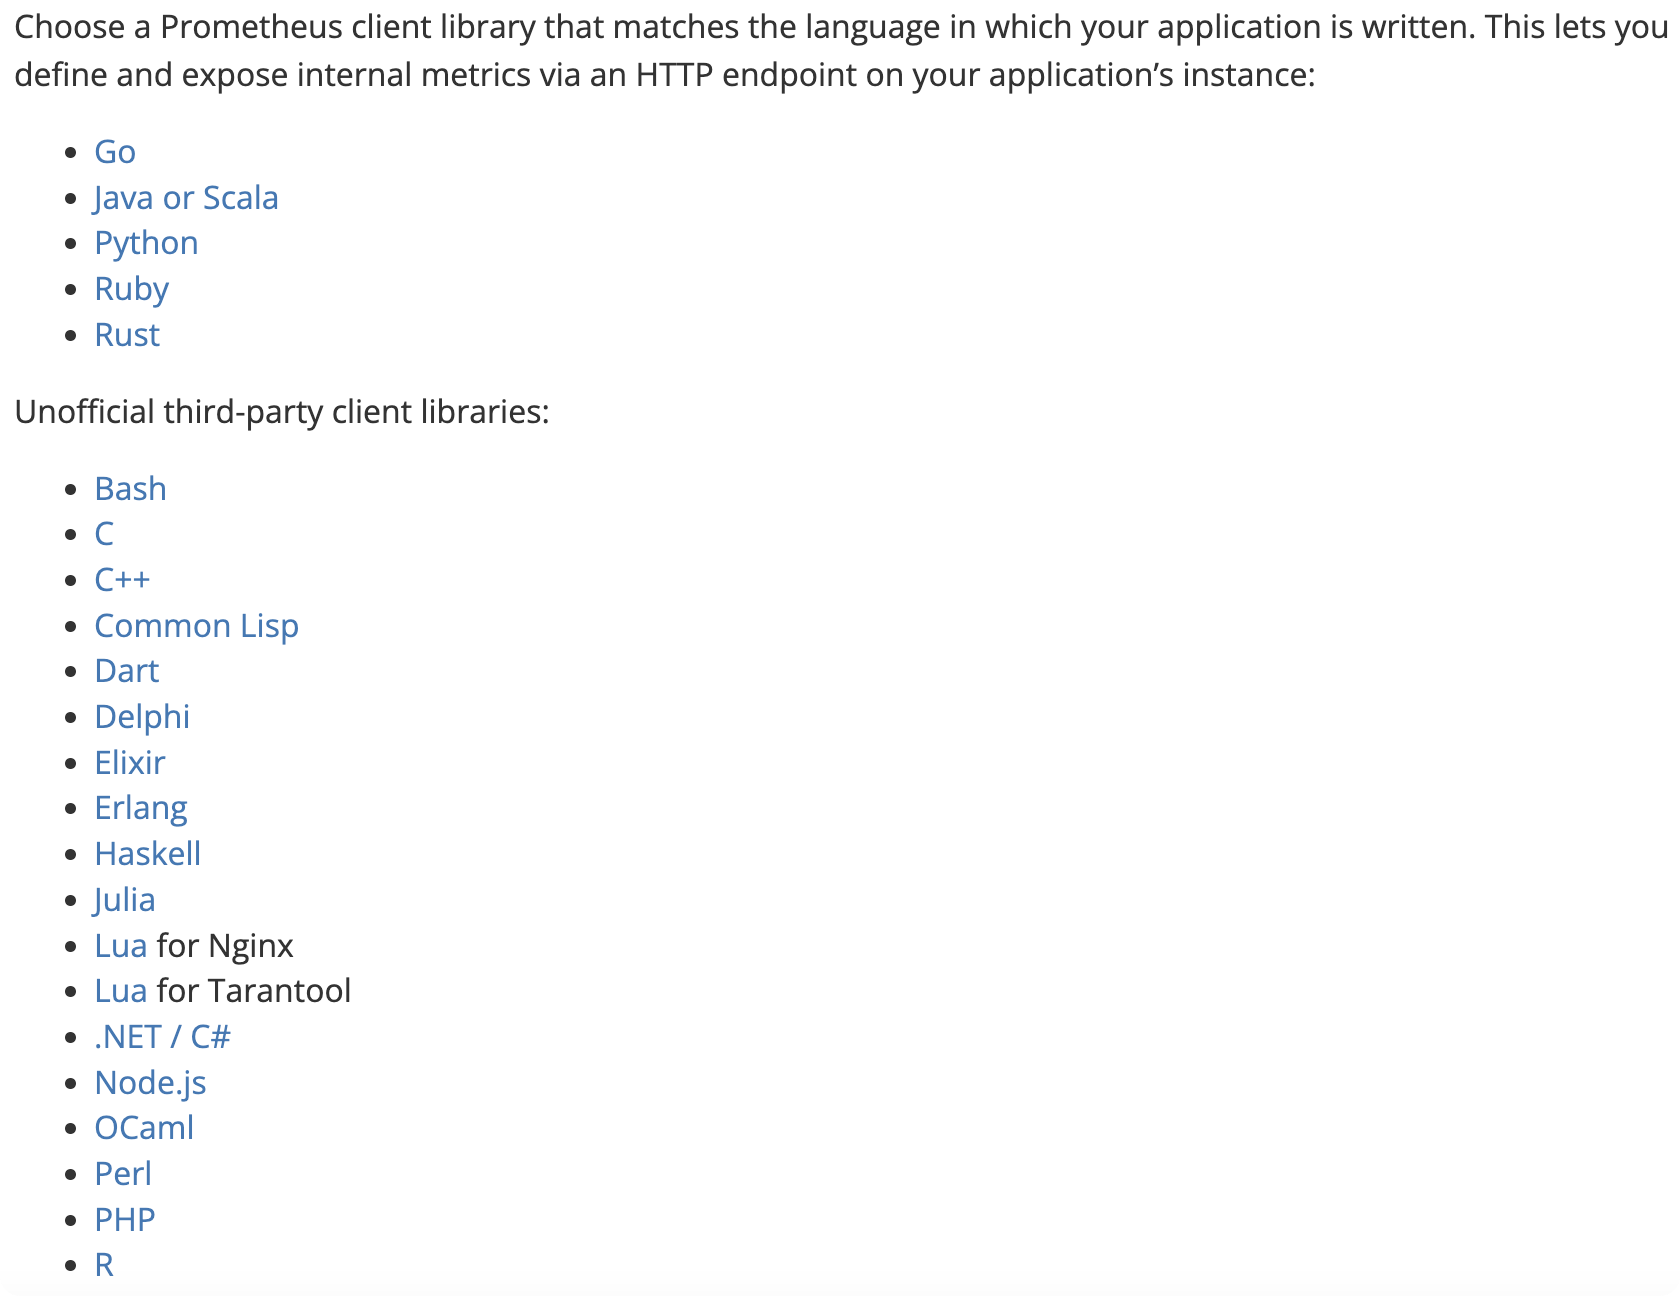 Choose a Prometheus client library that matches the language in which your application is written. This lets you
define and expose internal metrics via an HTTP endpoint on your application’s instance:
Go
Java or Scala
Python
Ruby
Rust
Unofficial third-party client libraries:
Bash
C
C++
Common Lisp
Dart
Delphi
Elixir
Erlang
Haskell
Julia
Lua for Nginx
Lua for Tarantool
.NET / C#
Node.js
OCaml
Perl
PHP
R